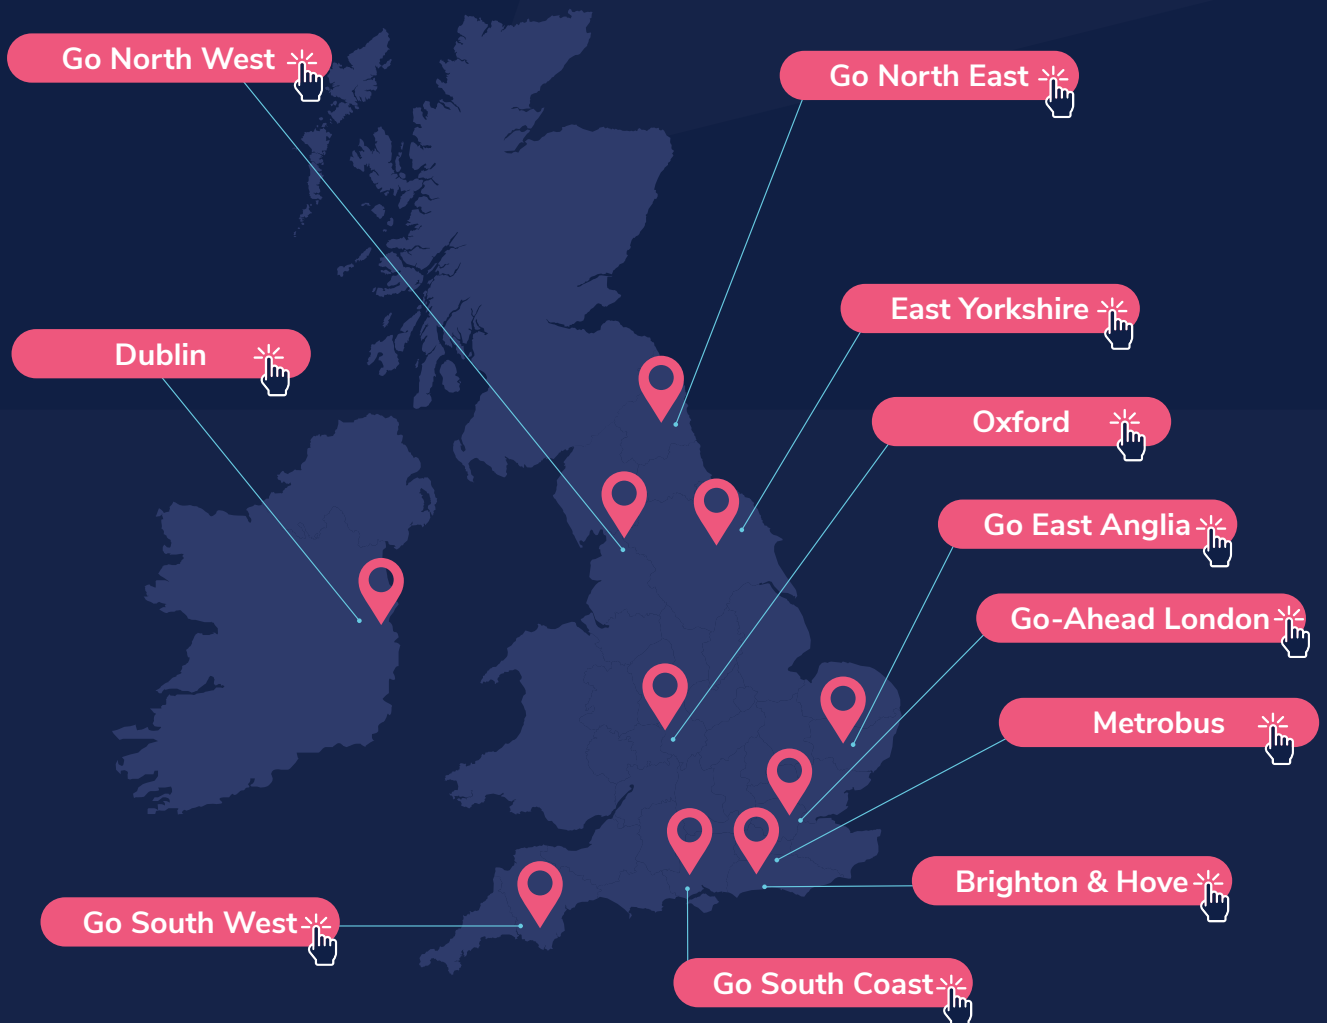 Go North West
Go North East
East Yorkshire
Dublin
Oxford
Go East Anglia
Go-Ahead London
Metrobus
Brighton & Hove
Go South West
Go South Coast